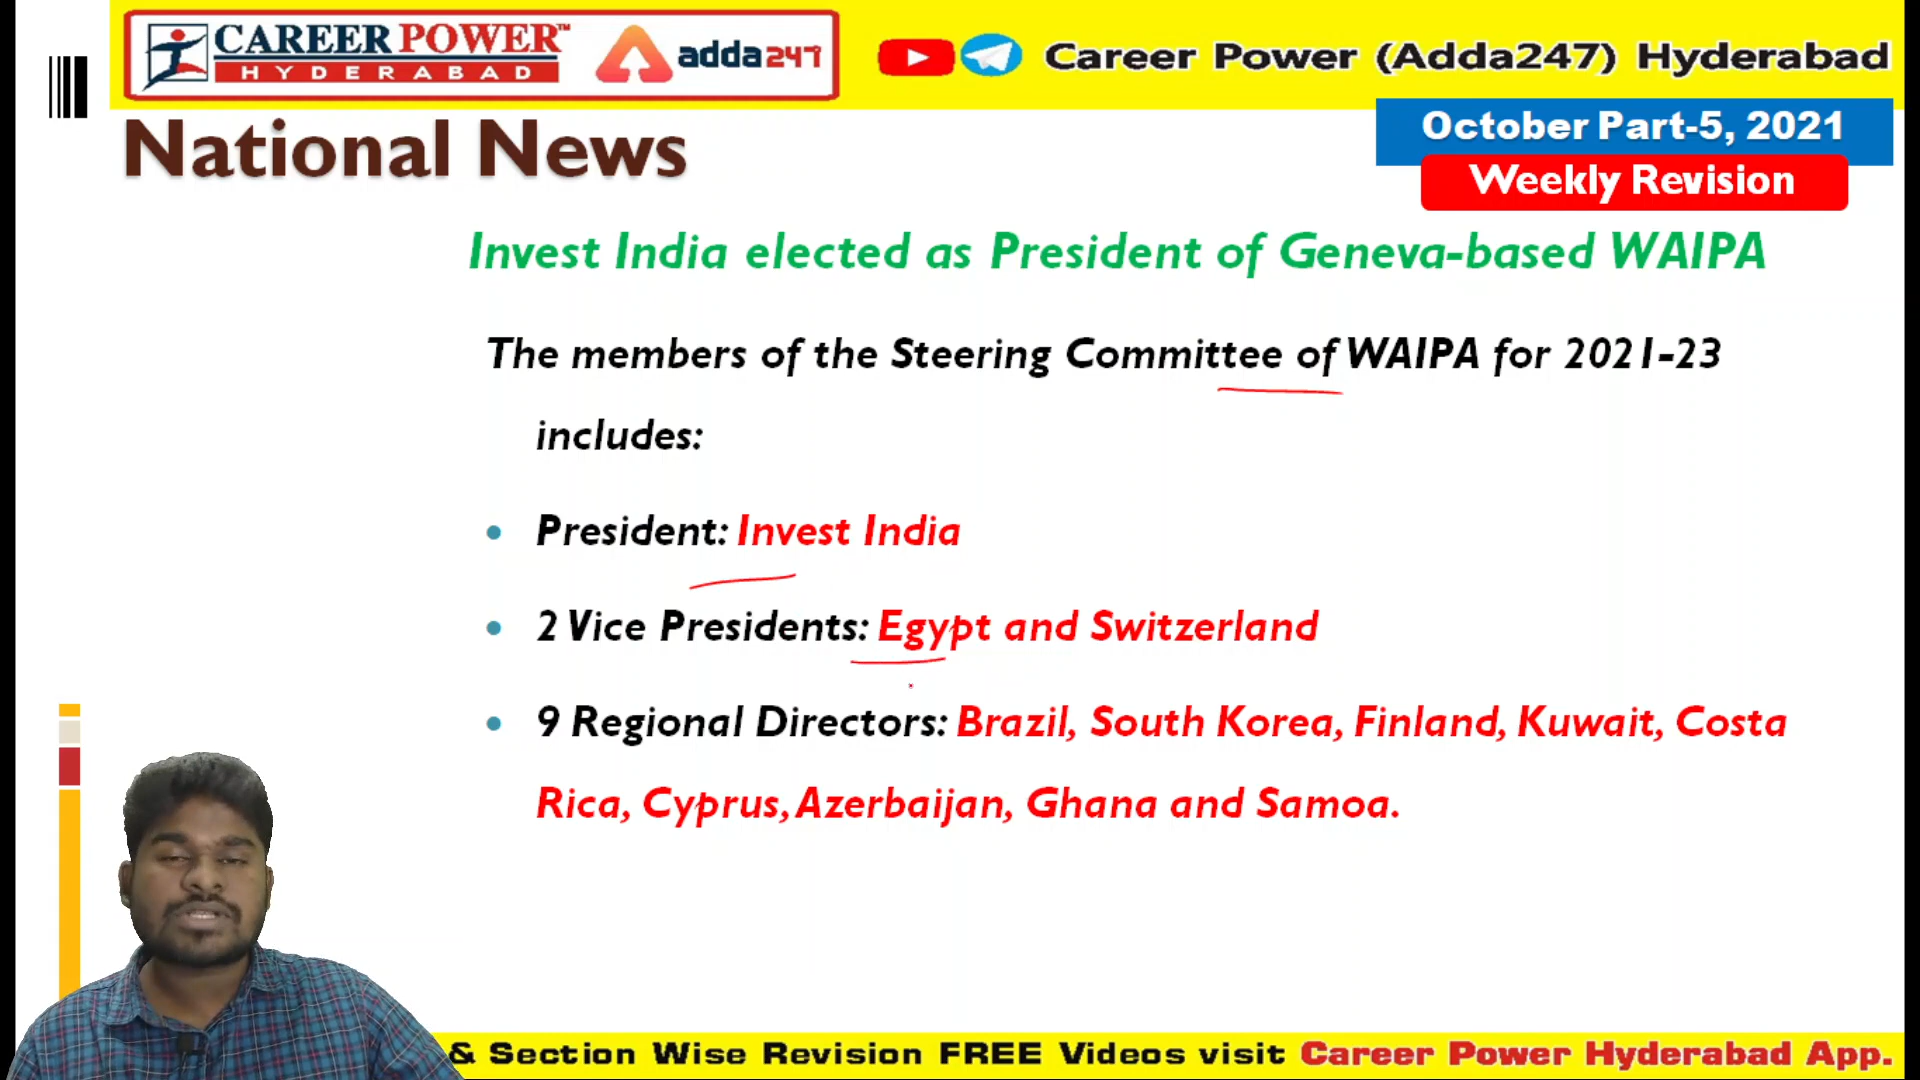 CAREER POWER™
HYDERABAD
adda247
Career Power (Adda247) Hyderabad
National News
October Part-5, 2021
Weekly Revision
Invest India elected as President of Geneva-based WAIPA
The members of the Steering Committee of WAIPA for 2021-23
includes:
• President: Invest India
• 2 Vice Presidents: Egypt and Switzerland
• 9 Regional Directors: Brazil, South Korea, Finland, Kuwait, Costa
Rica, Cyprus, Azerbaijan, Ghana and Samoa.
& Section Wise Revision FREE Videos visit Career Power Hyderabad App.